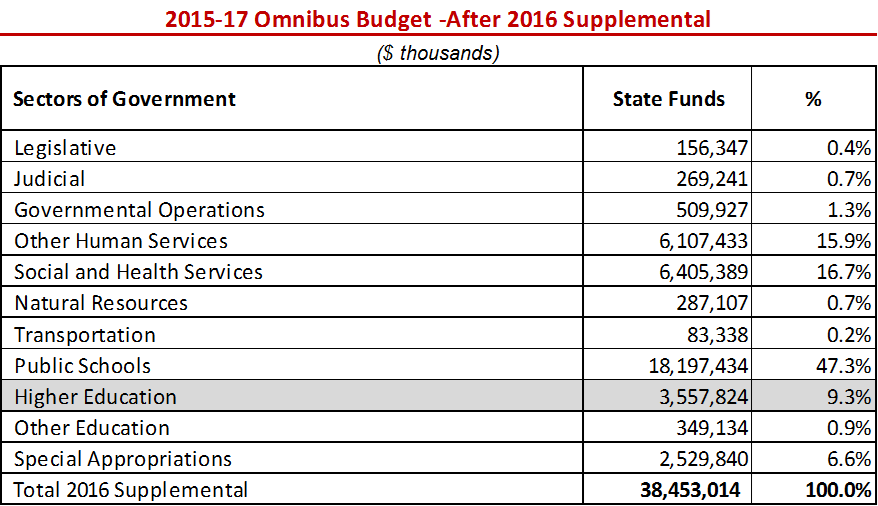 2015-17 Omnibus Budget -After 2016 Supplemental
($ thousands)
Sectors of Government State Funds %
Legislative 156,347 0.4%
Judicial 269,241 0.7%
Governmental Operations 509,927 1.3%
Other Human Services 6,107,433 15.9%
Social and Health Services 6,405,389 16.7%
Natural Resources 287,107 0.7%
Transportation 83,338 0.2%
Public Schools 18,197,434 47.3%
Higher Education 3,557,824 9.3%
Other Education 349,134 0.9%
Special Appropriations 2,529,840 6.6%
Total 2016 Supplemental 38,453,014 100.0%